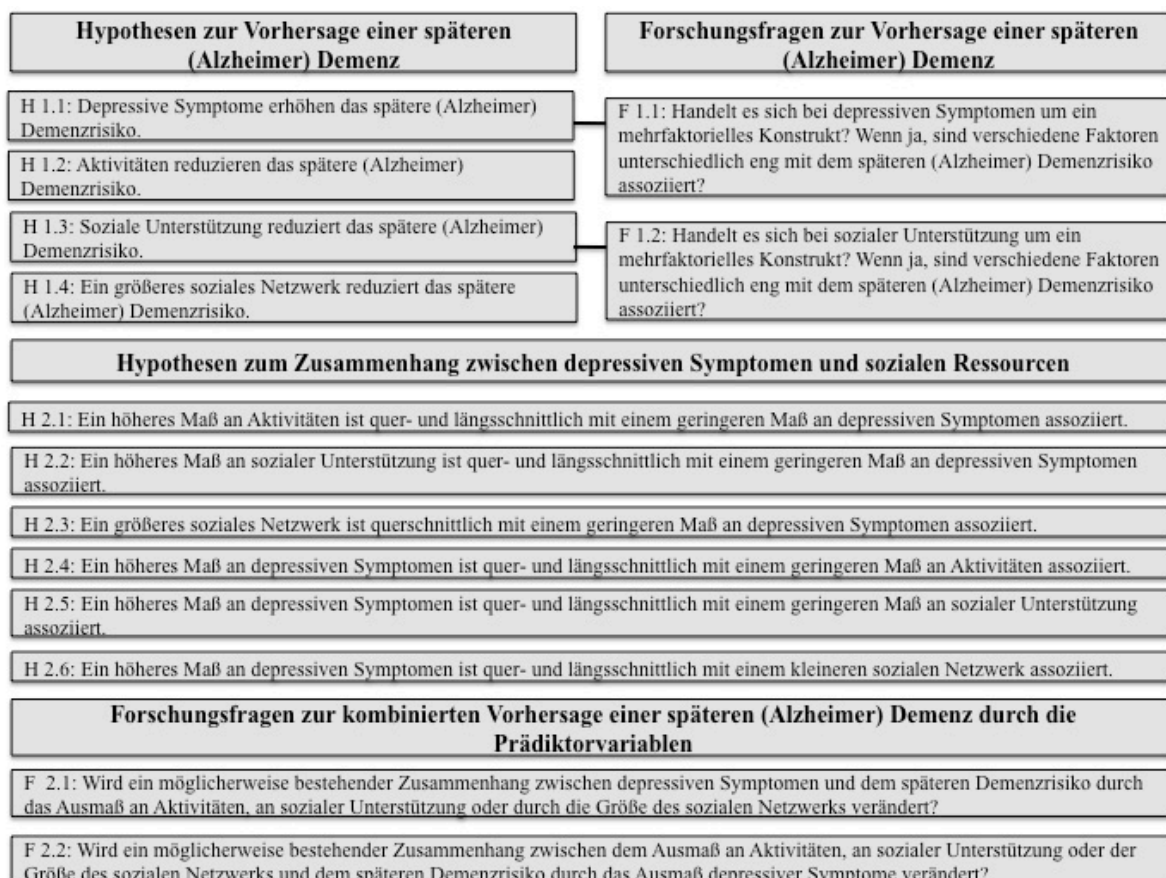 Hypothesen zur Vorhersage einer späteren
(Alzheimer) Demenz
H 1.1: Depressive Symptome erhöhen das spätere (Alzheimer)
Demenzrisiko.
H 1.2: Aktivitäten reduzieren das spätere (Alzheimer)
Demenzrisiko.
H 1.3: Soziale Unterstützung reduziert das spätere (Alzheimer)
Demenzrisiko.
H 1.4: Ein größeres soziales Netzwerk reduziert das spätere
(Alzheimer) Demenzrisiko.
Forschungsfragen zur Vorhersage einer späteren
(Alzheimer) Demenz
F 1.1: Handelt es sich bei depressiven Symptomen um ein
mehrfaktorielles Konstrukt? Wenn ja, sind verschiedene Faktoren
unterschiedlich eng mit dem späteren (Alzheimer) Demenzrisiko
assoziiert?
F 1.2: Handelt es sich bei sozialer Unterstützung um ein
mehrfaktorielles Konstrukt? Wenn ja, sind verschiedene Faktoren
unterschiedlich eng mit dem späteren (Alzheimer) Demenzrisiko
assoziiert?
Hypothesen zum Zusammenhang zwischen depressiven Symptomen und sozialen Ressourcen
H 2.1: Ein höheres Maß an Aktivitäten ist quer- und längsschnittlich mit einem geringeren Maß an depressiven Symptomen assoziiert.
H 2.2: Ein höheres Maß an sozialer Unterstützung ist quer- und längsschnittlich mit einem geringeren Maß an depressiven Symptomen
assoziiert.
H 2.3: Ein größeres soziales Netzwerk ist querschnittlich mit einem geringeren Maß an depressiven Symptomen assoziiert.
H 2.4: Ein höheres Maß an depressiven Symptomen ist quer- und längsschnittlich mit einem geringeren Maß an Aktivitäten assoziiert.
H 2.5: Ein höheres Maß an depressiven Symptomen ist quer- und längsschnittlich mit einem geringeren Maß an sozialer Unterstützung
assoziiert.
H 2.6: Ein höheres Maß an depressiven Symptomen ist quer- und längsschnittlich mit einem kleineren sozialen Netzwerk assoziiert.
Forschungsfragen zur kombinierten Vorhersage einer späteren (Alzheimer) Demenz durch die
Prädiktorvariablen
F 2.1: Wird ein möglicherweise bestehender Zusammenhang zwischen depressiven Symptomen und dem späteren Demenzrisiko durch
das Ausmaß an Aktivitäten, an sozialer Unterstützung oder durch die Größe des sozialen Netzwerks verändert?
F 2.2: Wird ein möglicherweise bestehender Zusammenhang zwischen dem Ausmaß an Aktivitäten, an sozialer Unterstützung oder der
Größe des sozialen Netzwerks und dem späteren Demenzrisiko durch das Ausmaß depressiver Symptome verändert?